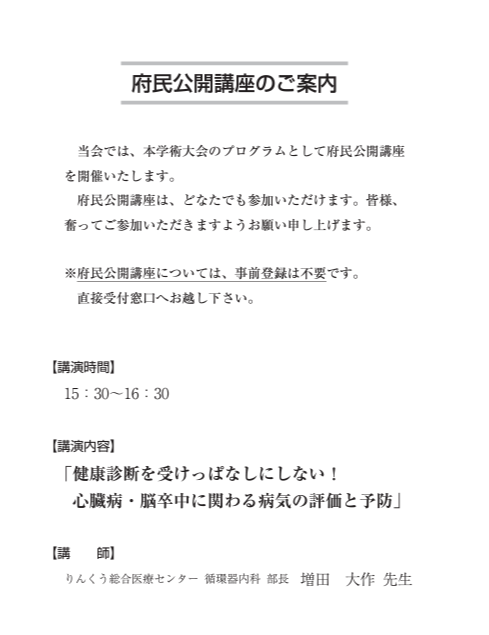 府民公開講座のご案内
当会では、本学術大会のプログラムとして府民公開講座
を開催いたします。
府民公開講座は、どなたでも参加いただけます。皆様、
奮ってご参加いただきますようお願い申し上げます。
※府民公開講座については、事前登録は不要です。
直接受付窓口へお越し下さい。
【講演時間】
15：30～16：30
【講演内容】
「健康診断を受けっぱなしにしない！
心臓病・脳卒中に関わる病気の評価と予防」
【講　　師】
りんくう総合医療センター 循環器内科 部長　増田　大作 先生